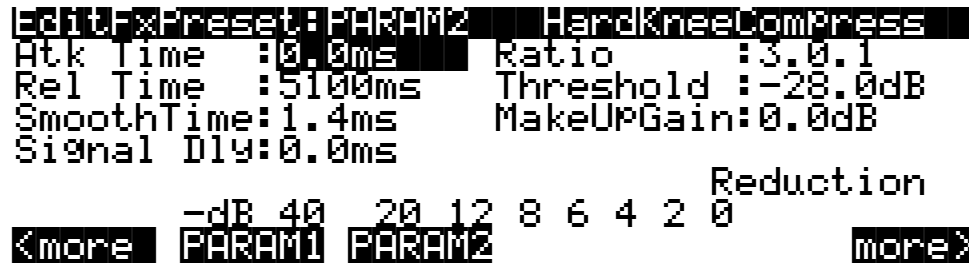 EditFxPreset:PARAM2 HardKneeComPress
Atk Time :0.0ms Ratio :3.0.1
Rel Time :5100ms Threshold :-28.0dB
SmoothTime:1.4ms MakeUPGain:0.0dB
Signal Dly:0.0ms
Reduction
-dB 40 20 12 8 6 4 2 0
<more PARAM1 PARAM2 more>